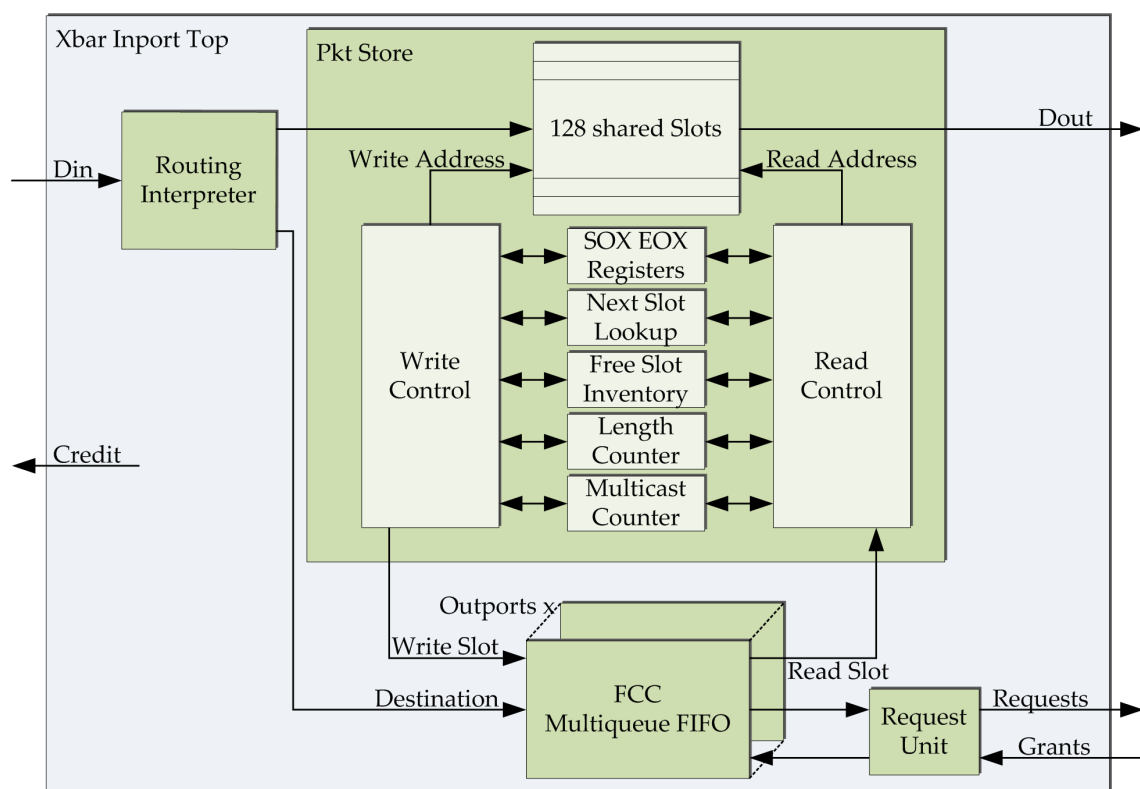 Xbar Inport Top
Pkt Store
128 shared Slots
Dout
Write Address
Read Address
Din
Routing
Interpreter
SOX EOX
Registers
Next Slot
Lookup
Write
Control
Free Slot
Inventory
Read
Control
Length
Counter
Credit
Multicast
Counter
Outports x
Write Slot
Read Slot
Destination
FCC
Multiqueue FIFO
Request
Unit
Requests
Grants